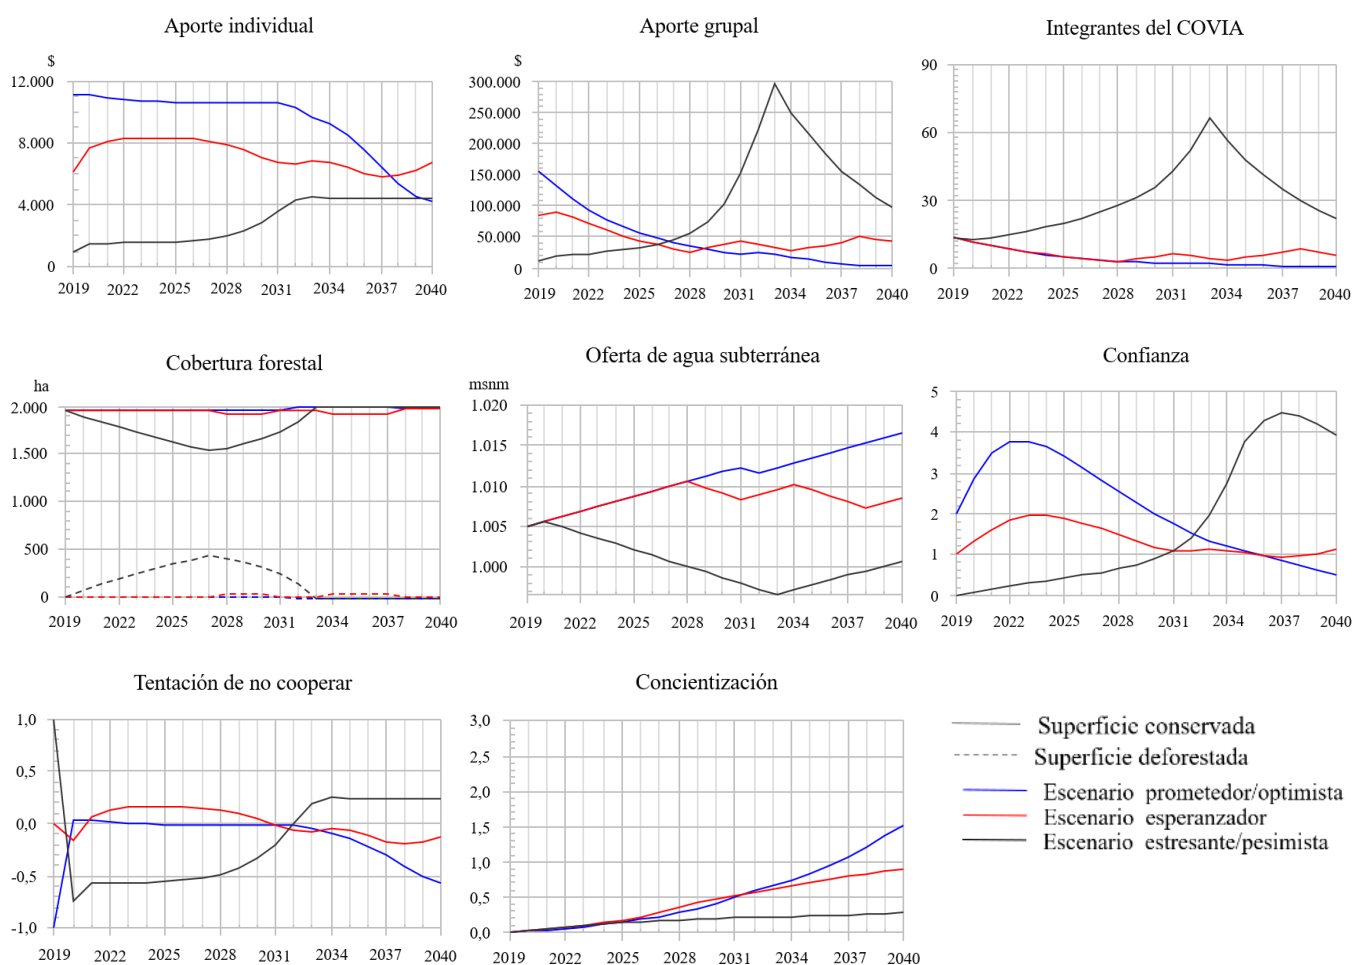 Aporte individual
$
12.000
8.000
4.000
0
2019 2022 2025 2028 2031 2034 2037 2040
Aporte grupal
$
300.000
250.000
200.000
150.000
100.000
50.000
0
2019 2022 2025 2028 2031 2034 2037 2040
Integrantes del COVIA
90
60
30
0
2019 2022 2025 2028 2031 2034 2037 2040
Cobertura forestal
ha
2.000
1.500
1.000
500
0
2019 2022 2025 2028 2031 2034 2037 2040
Oferta de agua subterránea
msnm
1.020
1.015
1.010
1.005
1.000
2019 2022 2025 2028 2031 2034 2037 2040
Confianza
5
4
3
2
1
0
2019 2022 2025 2028 2031 2034 2037 2040
Tentación de no cooperar
1,0
0,5
0,0
-0,5
-1,0
2019 2022 2025 2028 2031 2034 2037 2040
Concientización
3,0
2,5
2,0
1,5
1,0
0,5
0,0
2019 2022 2025 2028 2031 2034 2037 2040
Superficie conservada
Superficie deforestada
Escenario prometedor/optimista
Escenario esperanzador
Escenario estresante/pesimista